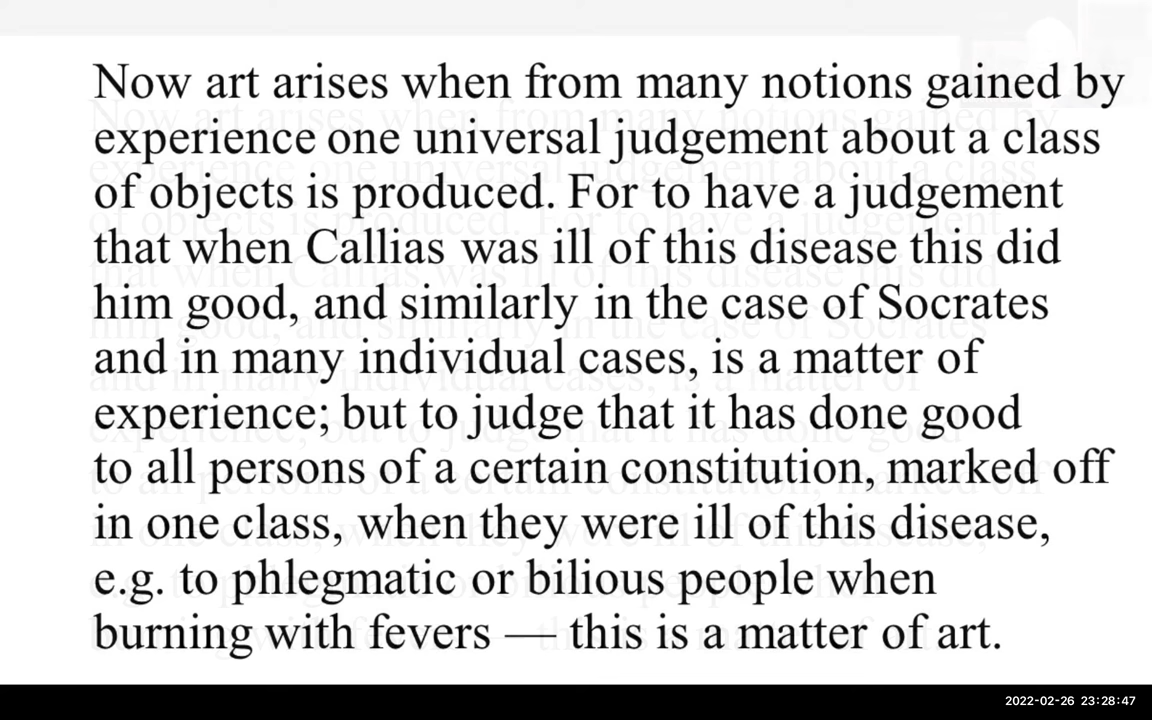 Now art arises when from many notions gained by
experience one universal judgement about a class
of objects is produced. For to have a judgement
that when Callias was ill of this disease this did
him good, and similarly in the case of Socrates
and in many individual cases, is a matter of
experience; but to judge that it has done good
to all persons of a certain constitution, marked off
in one class, when they were ill of this disease,
e.g. to phlegmatic or bilious people when
burning with fevers — this is a matter of art.
2022-02-26 23:28:47